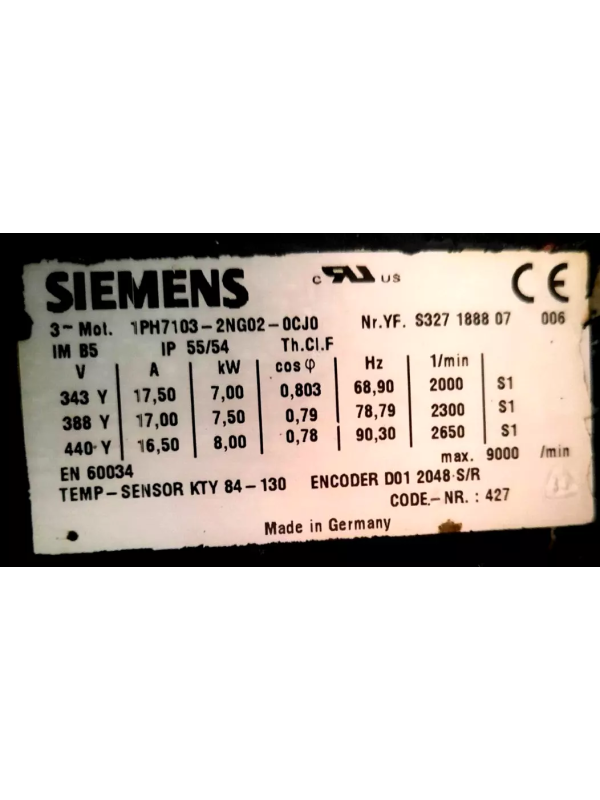 SIEMENS
c RU US
CE
3~ Mot. 1PH7103-2NG02-0CJ0 Nr.YF. S327 1888 07 006
IM B5 IP 55/54 Th.Cl.F
V A kW cos φ Hz 1/min
343 Y 17,50 7,00 0,803 68,90 2000 S1
388 Y 17,00 7,50 0,79 78,79 2300 S1
440 Y 16,50 8,00 0,78 90,30 2650 S1
max. 9000 /min
EN 60034
TEMP-SENSOR KTY 84-130 ENCODER D01 2048 S/R
CODE.-NR. : 427
Made in Germany